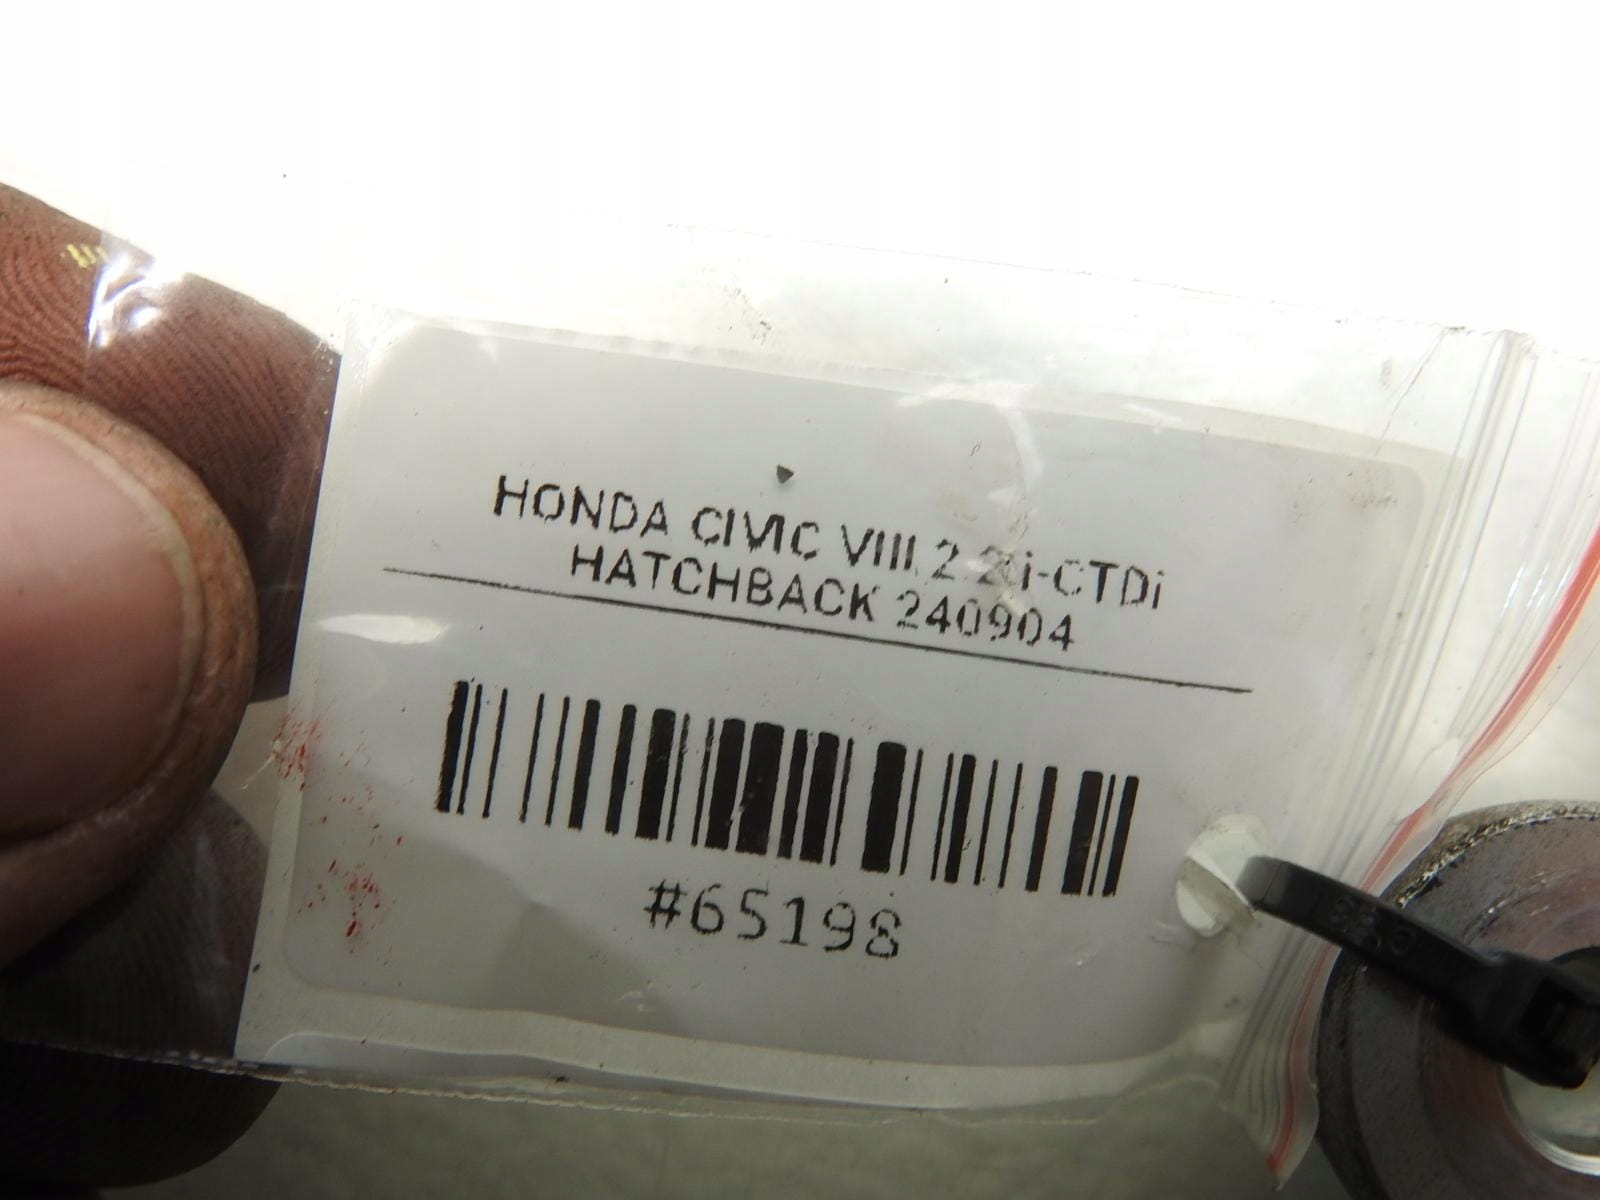 HONDA CIVIC VIII 2.2i-CTDi
HATCHBACK 240904
#65198